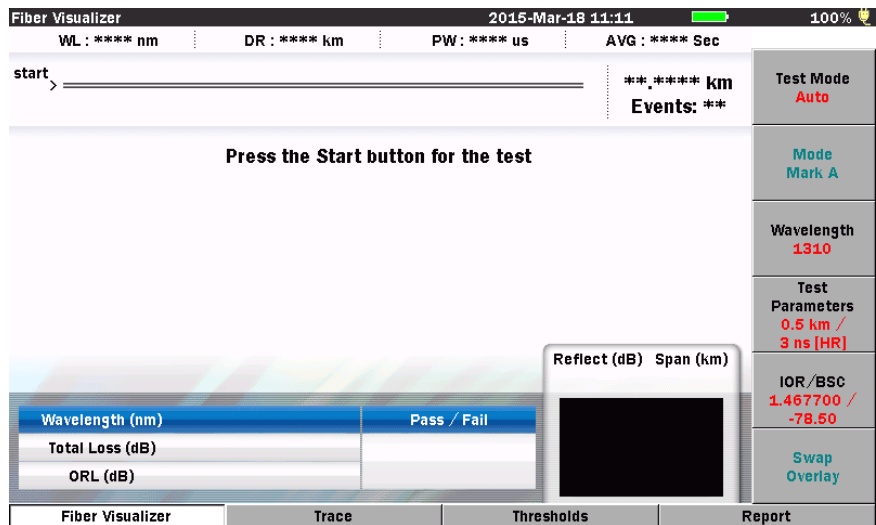 Fiber Visualizer 2015-Mar-18 11:11 100%
WL : **** nm DR : **** km PW : **** us AVG : **** Sec
start
**.**** km
Events: **
Press the Start button for the test
Test Mode
Auto
Mode
Mark A
Wavelength
1310
Test
Parameters
0.5 km /
3 ns [HR]
IOR/BSC
1.467700 /
-78.50
Swap
Overlay
Reflect (dB) Span (km)
Wavelength (nm) Pass / Fail
Total Loss (dB)
ORL (dB)
Fiber Visualizer Trace Thresholds Report